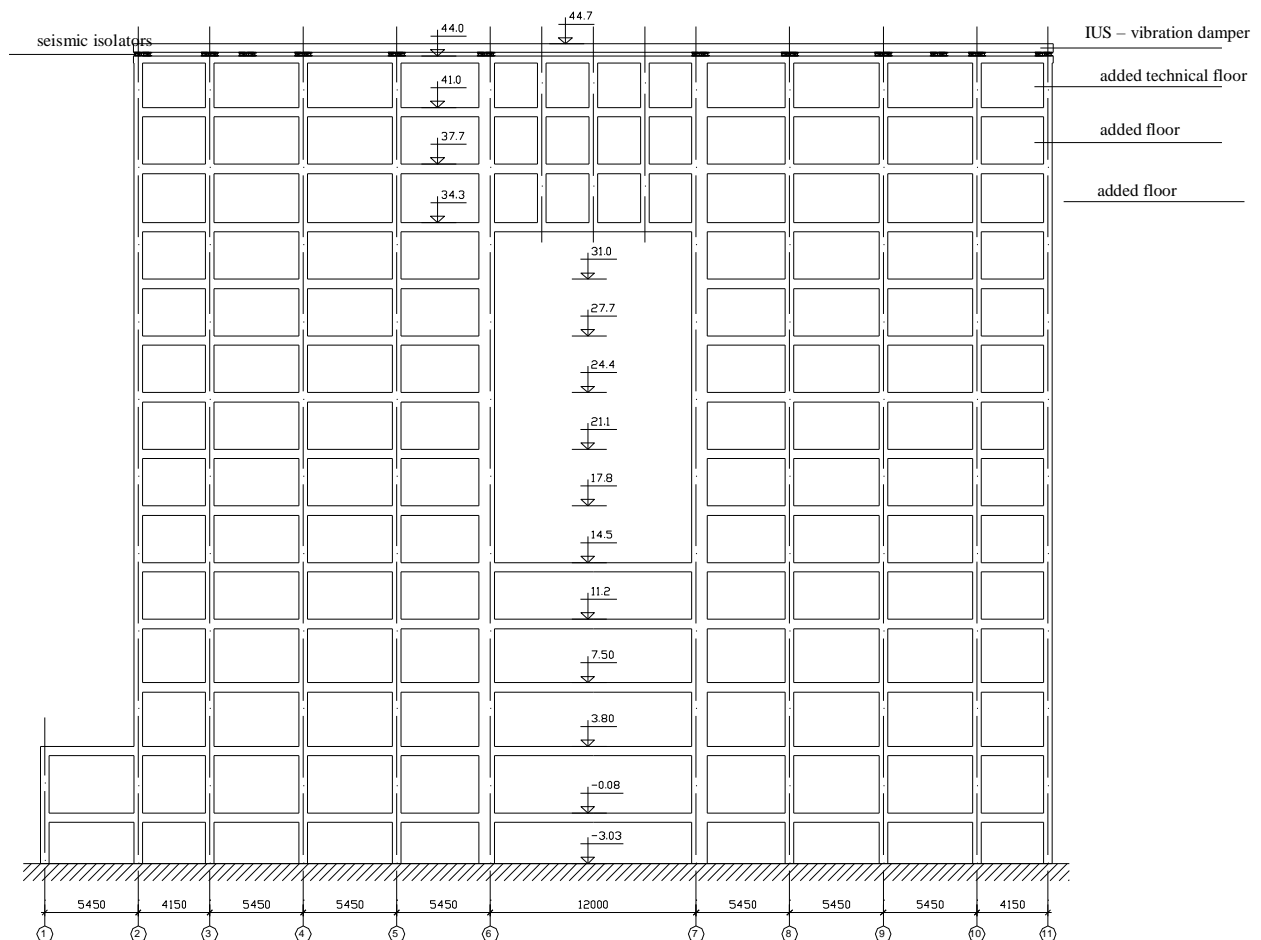 44.7
44.0
seismic isolators
IUS – vibration damper
added technical floor
41.0
added floor
37.7
added floor
34.3
31.0
27.7
24.4
21.1
17.8
14.5
11.2
7.50
3.80
-0.08
-3.03
5450 4150 5450 5450 5450 12000 5450 5450 5450 4150
1 2 3 4 5 6 7 8 9 10 11